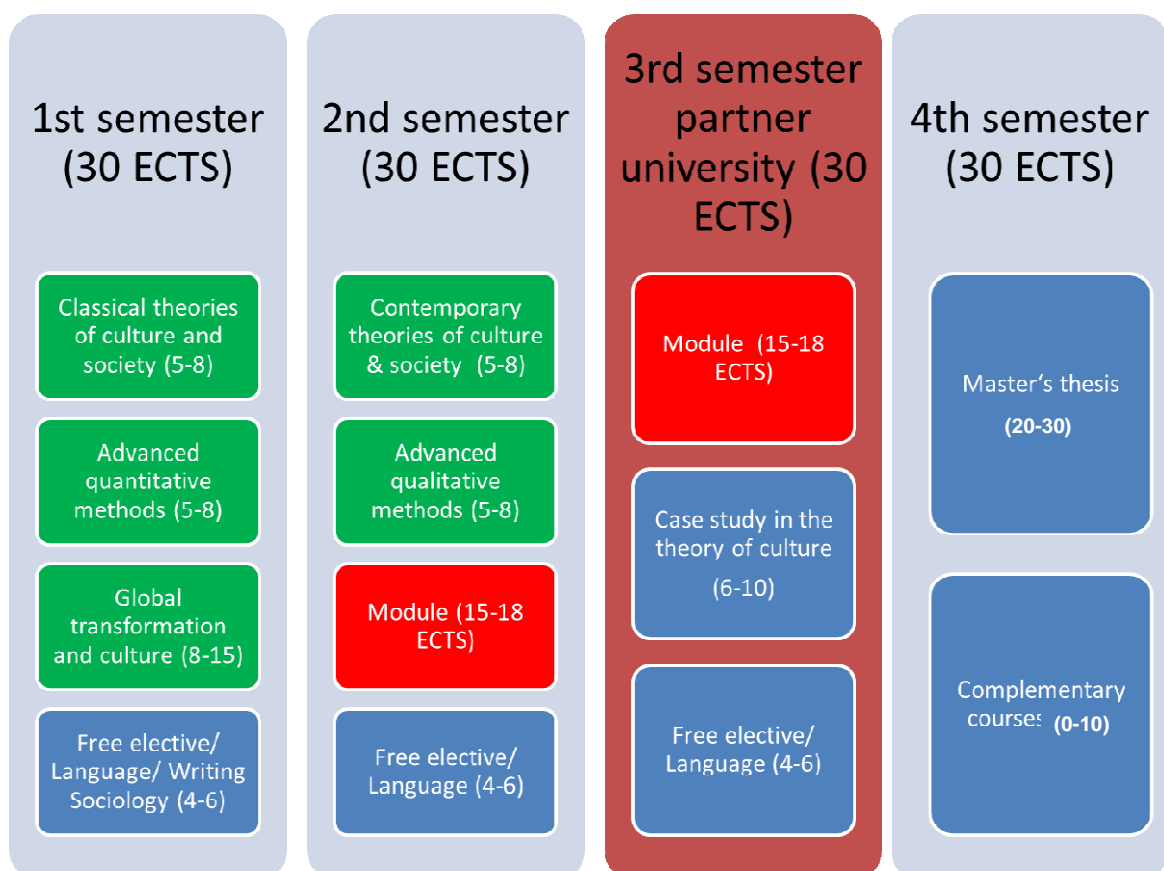 1st semester
(30 ECTS)
Classical theories
of culture and
society (5-8)
Advanced
quantitative
methods (5-8)
Global
transformation
and culture (8-15)
Free elective/
Language/ Writing
Sociology (4-6)
2nd semester
(30 ECTS)
Contemporary
theories of culture
& society (5-8)
Advanced
qualitative
methods (5-8)
Module (15-18
ECTS)
Free elective/
Language (4-6)
3rd semester
partner
university (30
ECTS)
Module (15-18
ECTS)
Case study in the
theory of culture
(6-10)
Free elective/
Language (4-6)
4th semester
(30 ECTS)
Master‘s thesis
(20-30)
Complementary
courses (0-10)